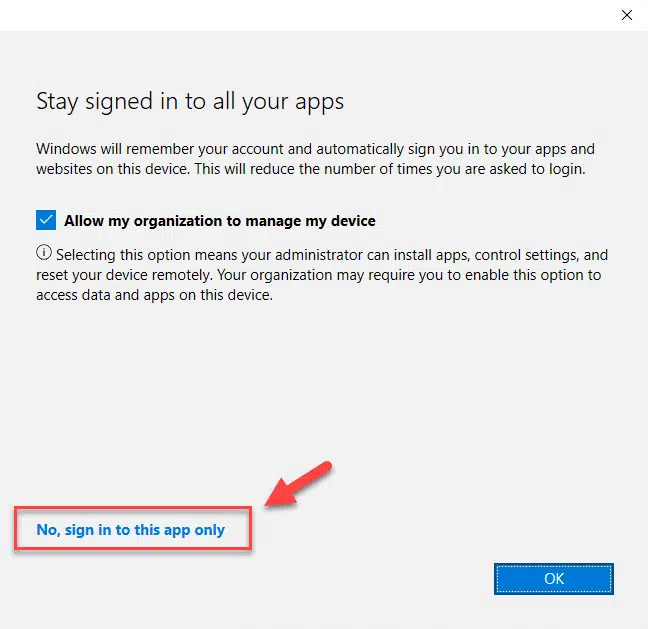 Stay signed in to all your apps
Windows will remember your account and automatically sign you in to your apps and
websites on this device. This will reduce the number of times you are asked to login.
Allow my organization to manage my device
Selecting this option means your administrator can install apps, control settings, and
reset your device remotely. Your organization may require you to enable this option to
access data and apps on this device.
No, sign in to this app only
OK